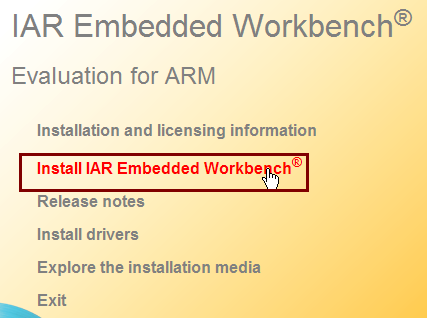 IAR Embedded Workbench®
Evaluation for ARM
Installation and licensing information
Install IAR Embedded Workbench®
Release notes
Install drivers
Explore the installation media
Exit